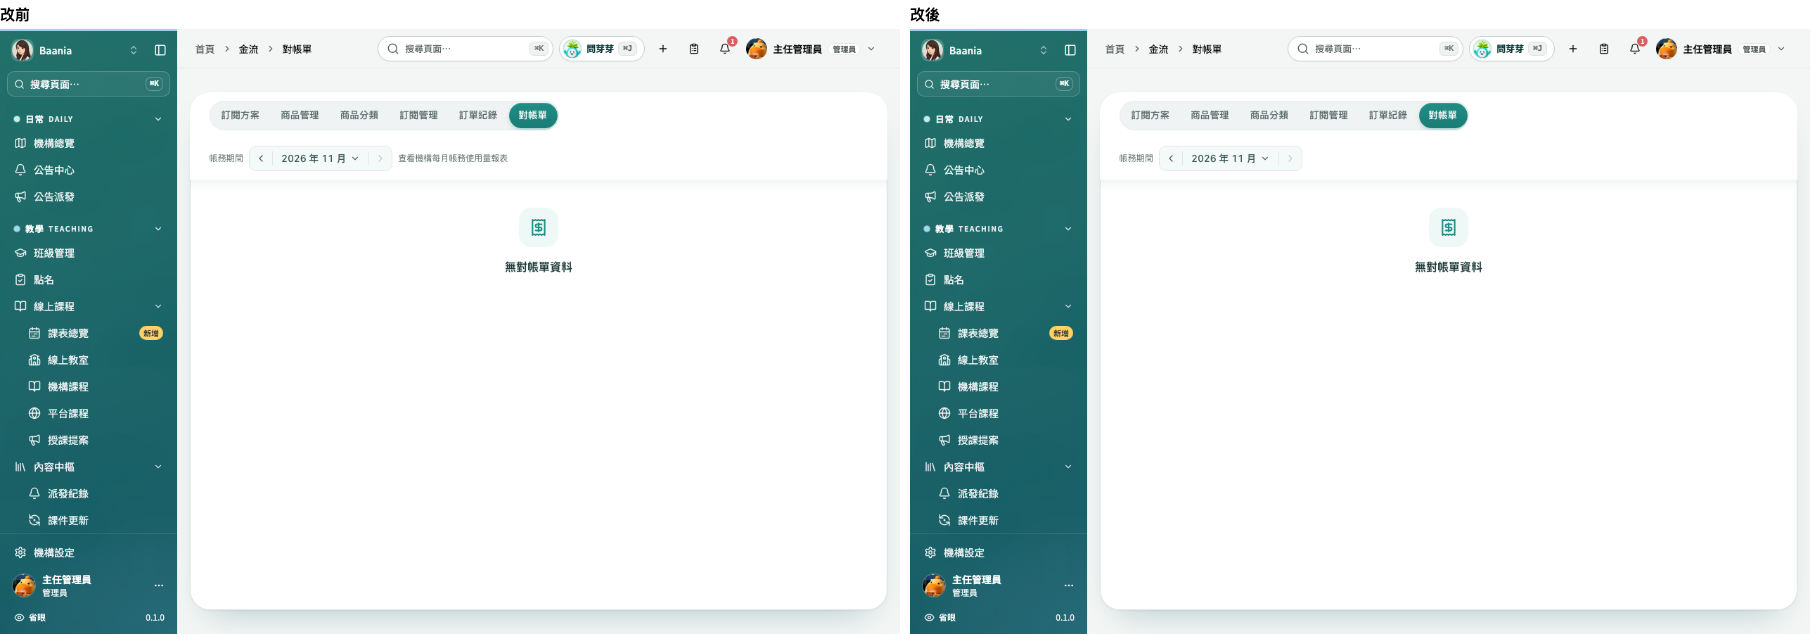 改前
Baania
搜尋頁面… ⌘K
日常 DAILY
機構總覽
公告中心
公告派發
教學 TEACHING
班級管理
點名
線上課程
課表總覽 新增
線上教室
機構課程
平台課程
授課提案
內容中樞
派發紀錄
課件更新
機構設定
主任管理員
管理員
省眼 0.1.0
首頁 > 金流 > 對帳單 搜尋頁面… ⌘K 問芽芽 ⌘J 1 主任管理員 管理員
訂閱方案 商品管理 商品分類 訂閱管理 訂單紀錄 對帳單
帳務期間 2026 年 11 月 查看機構每月帳務使用量報表
無對帳單資料
改後
Baania
搜尋頁面… ⌘K
日常 DAILY
機構總覽
公告中心
公告派發
教學 TEACHING
班級管理
點名
線上課程
課表總覽 新增
線上教室
機構課程
平台課程
授課提案
內容中樞
派發紀錄
課件更新
機構設定
主任管理員
管理員
省眼 0.1.0
首頁 > 金流 > 對帳單 搜尋頁面… ⌘K 問芽芽 ⌘J 1 主任管理員 管理員
訂閱方案 商品管理 商品分類 訂閱管理 訂單紀錄 對帳單
帳務期間 2026 年 11 月
無對帳單資料